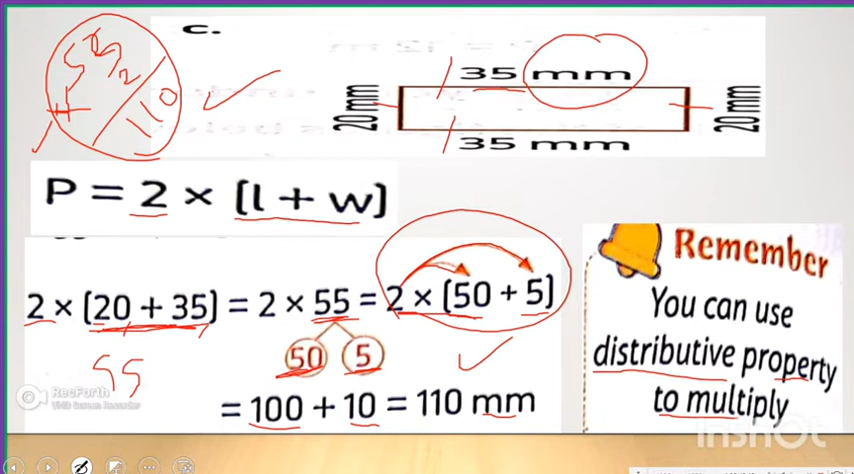 c.
55
× 2
110
35 mm
20 mm
20 mm
35 mm
P = 2 × (l + w)
2 × (20 + 35) = 2 × 55 = 2 × (50 + 5)
50 5
55
= 100 + 10 = 110 mm
Remember
You can use
distributive property
to multiply
RecForth
InShOt